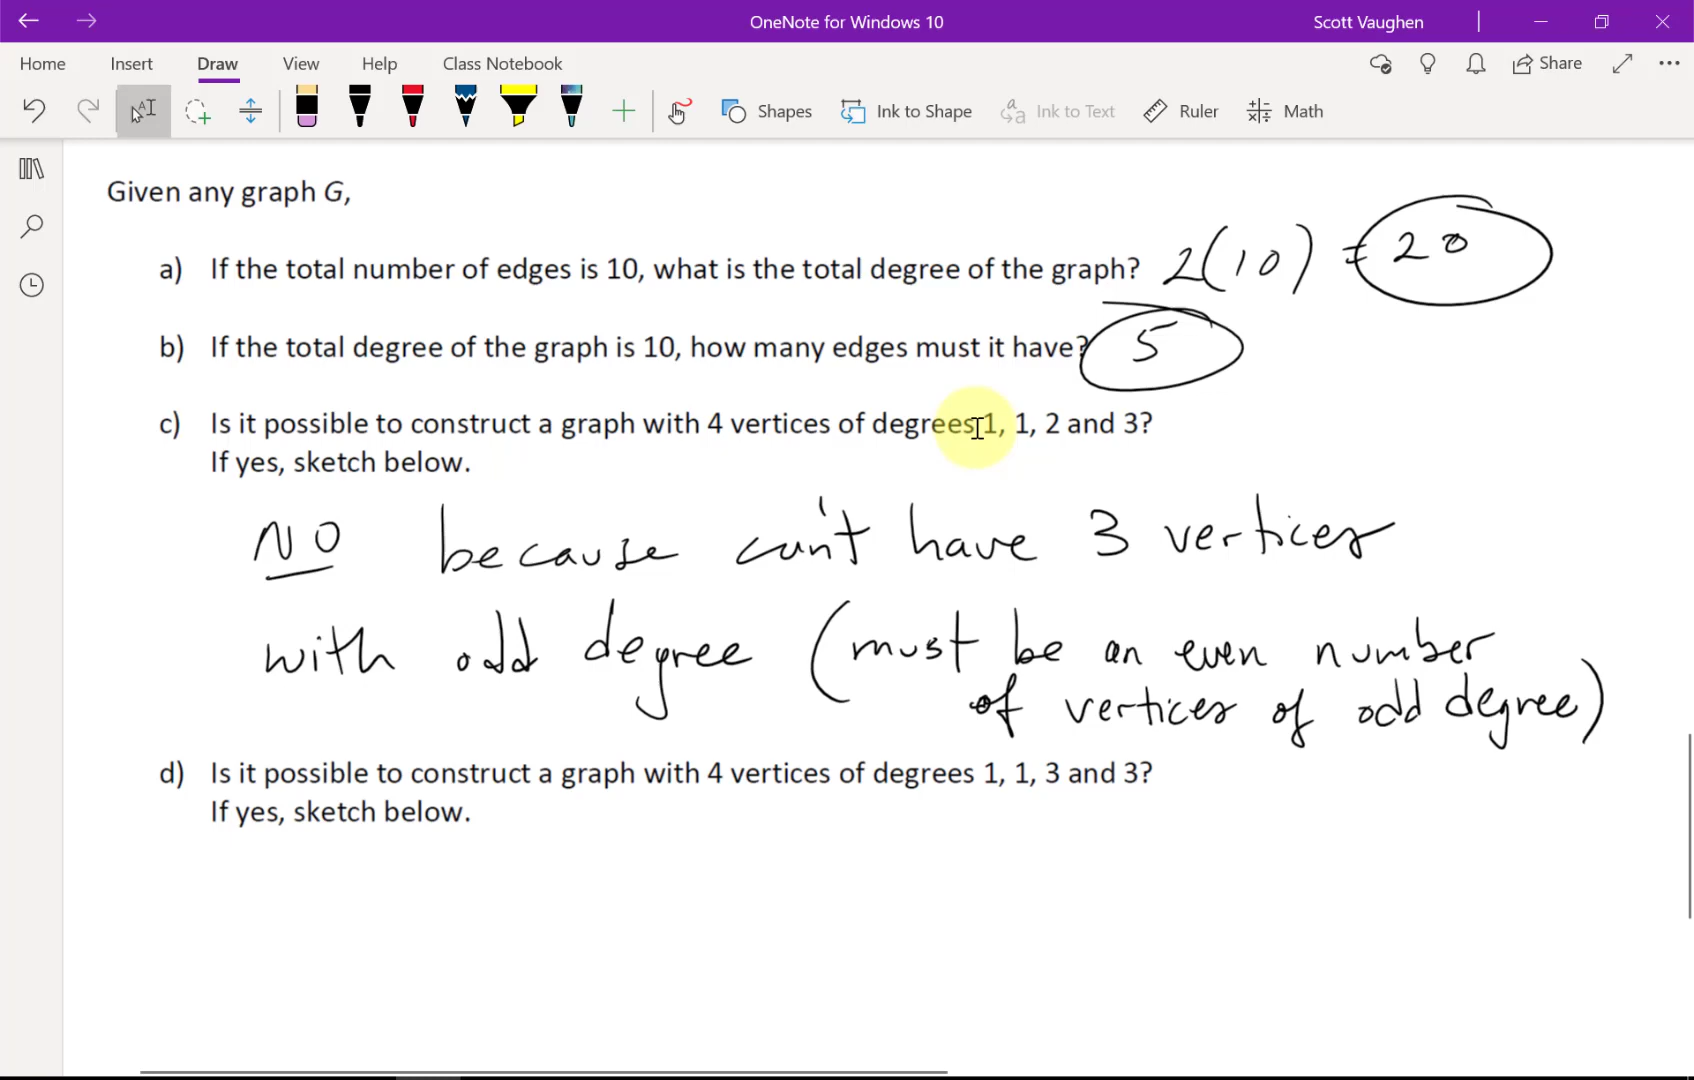 OneNote for Windows 10
Scott Vaughen
Home Insert Draw View Help Class Notebook
Share
Shapes Ink to Shape Ink to Text Ruler Math
Given any graph G,
a) If the total number of edges is 10, what is the total degree of the graph? 2(10) = 20
b) If the total degree of the graph is 10, how many edges must it have? 5
c) Is it possible to construct a graph with 4 vertices of degrees 1, 1, 2 and 3?
If yes, sketch below.
NO because can't have 3 vertices
with odd degree (must be an even number
of vertices of odd degree)
d) Is it possible to construct a graph with 4 vertices of degrees 1, 1, 3 and 3?
If yes, sketch below.